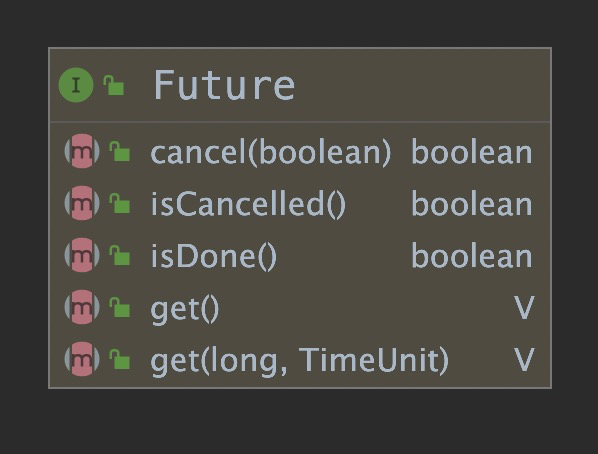 I Future
m cancel(boolean) boolean
m isCancelled() boolean
m isDone() boolean
m get() V
m get(long, TimeUnit) V